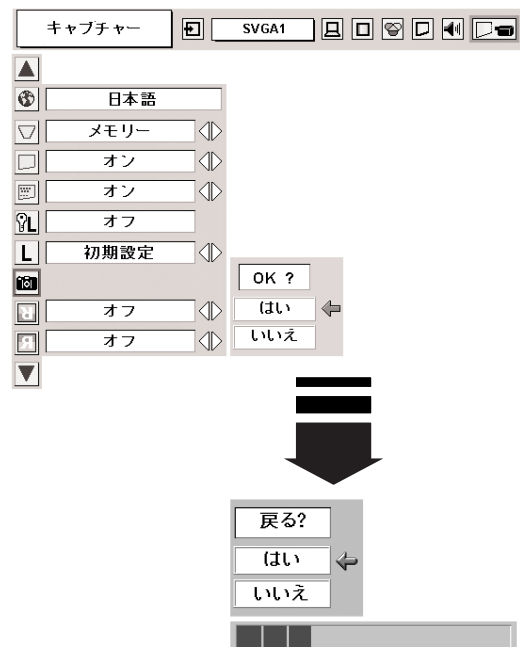 キャプチャー
SVGA1
日本語
メモリー
オン
オン
オフ
L
L
初期設定
オフ
オフ
OK ?
はい
いいえ
戻る?
はい
いいえ